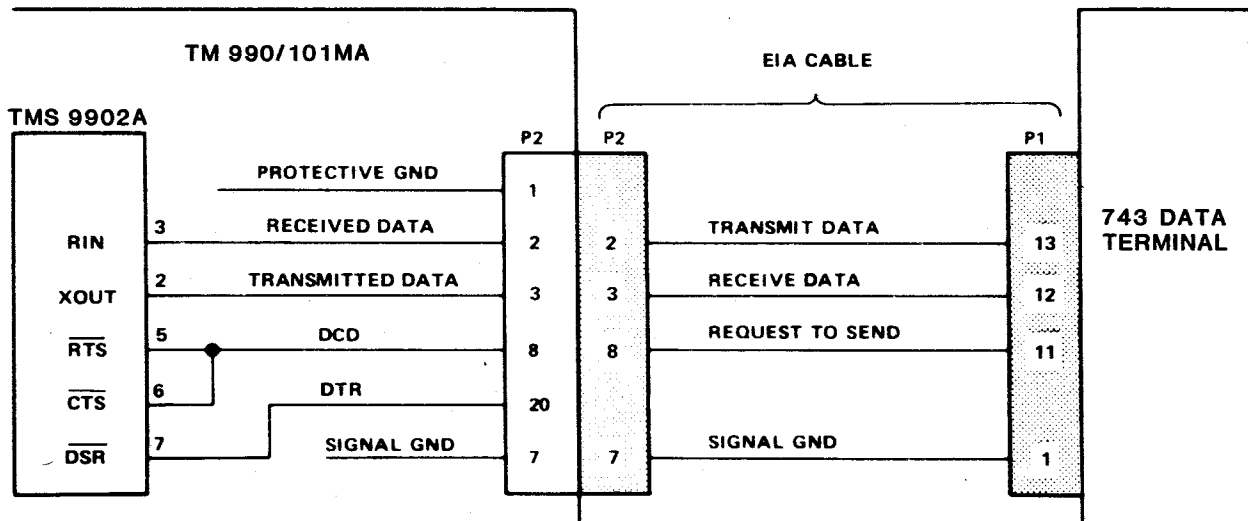 TM 990/101MA
EIA CABLE
TMS 9902A
P2 P2 P1
PROTECTIVE GND 1
RIN 3 RECEIVED DATA 2 2 TRANSMIT DATA 13
743 DATA
TERMINAL
XOUT 2 TRANSMITTED DATA 3 3 RECEIVE DATA 12
RTS 5 DCD 8 8 REQUEST TO SEND 11
CTS 6 DTR 20
DSR 7 SIGNAL GND 7 7 SIGNAL GND 1